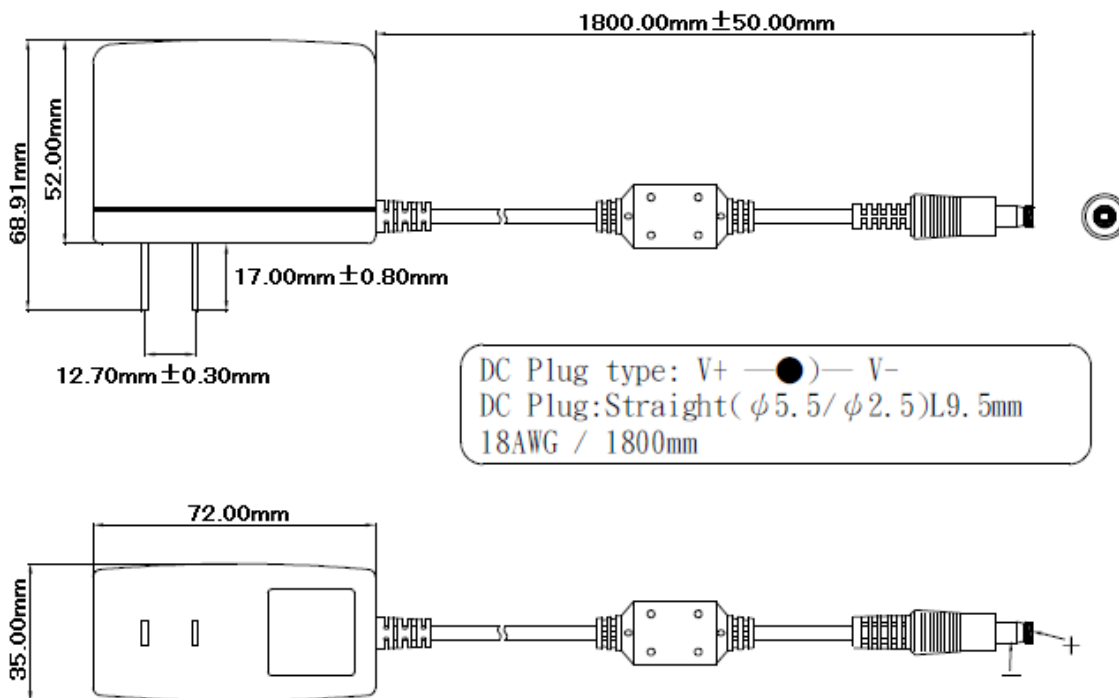 1800.00mm±50.00mm
68.91mm
52.00mm
17.00mm±0.80mm
12.70mm±0.30mm
DC Plug type: V+ —●)— V-
DC Plug:Straight(ϕ5.5/ϕ2.5)L9.5mm
18AWG / 1800mm
72.00mm
35.00mm
+
—